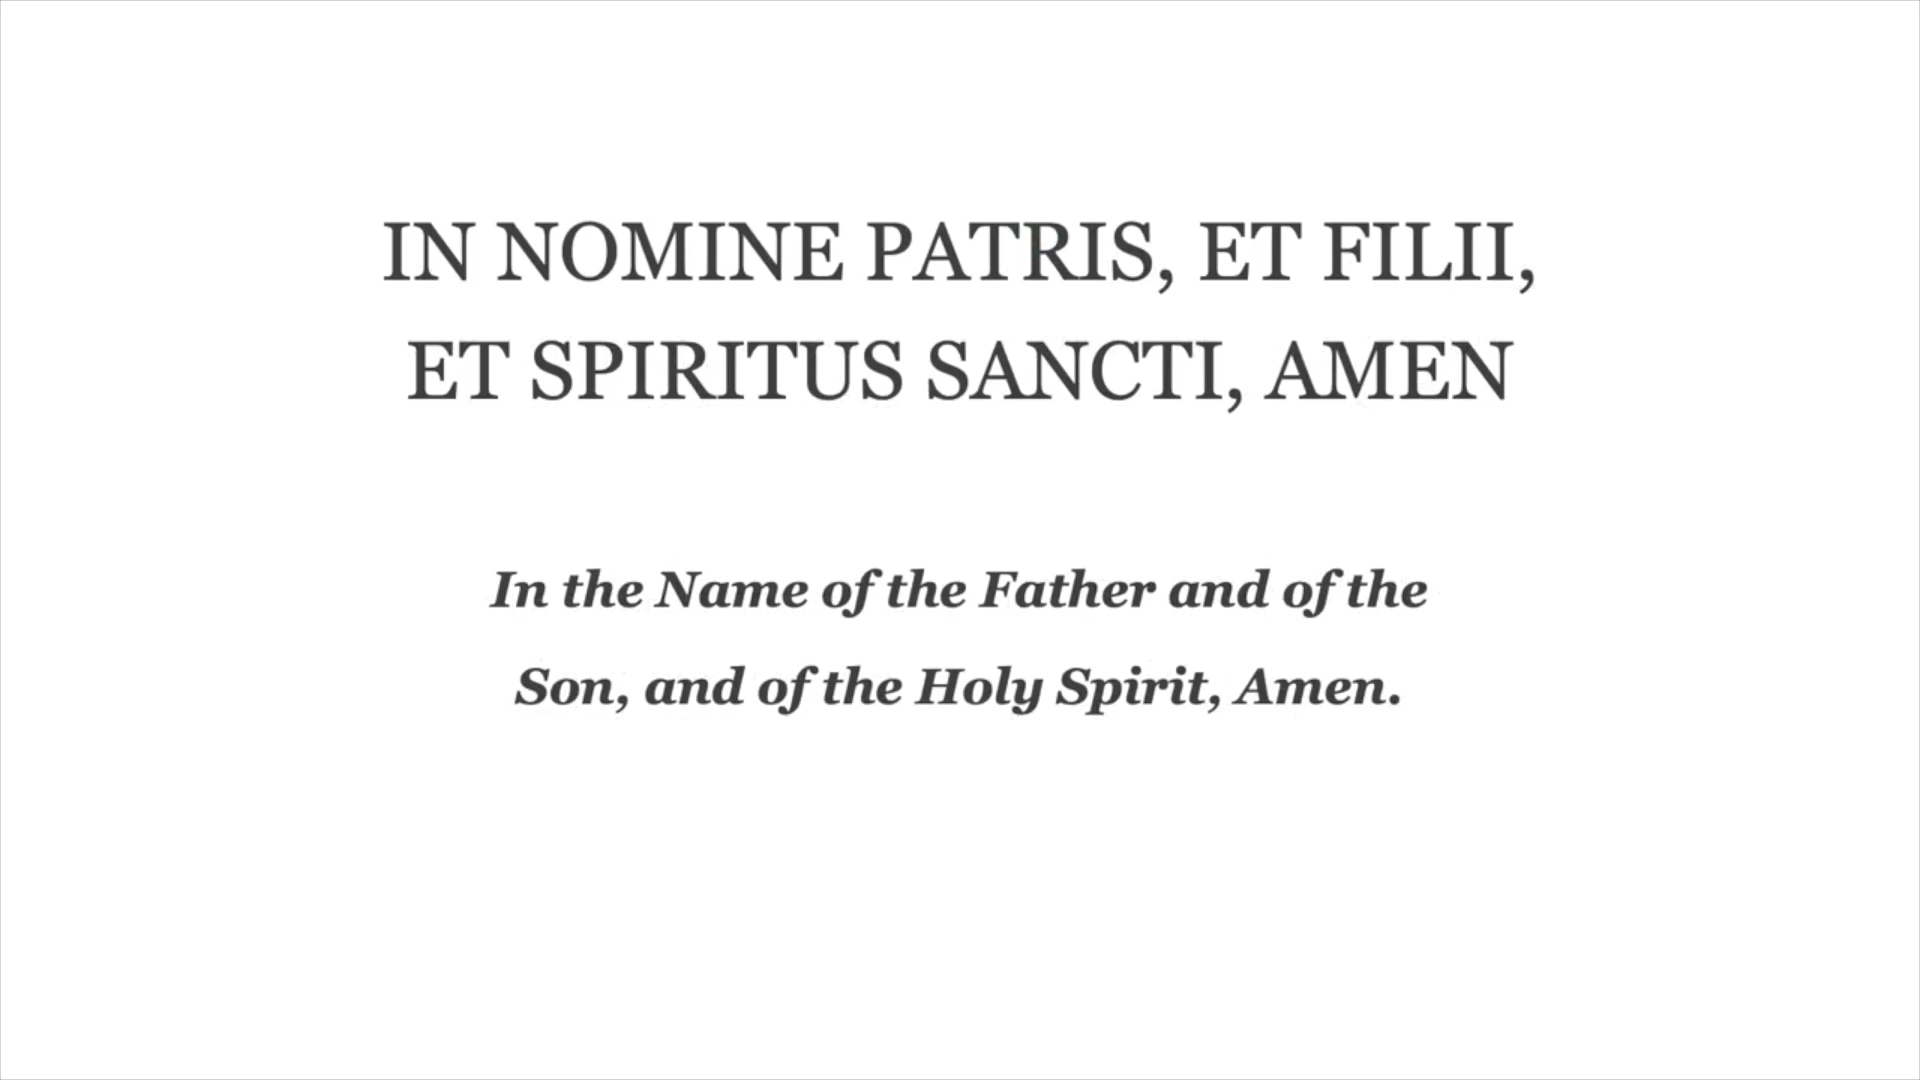 IN NOMINE PATRIS, ET FILII,
ET SPIRITUS SANCTI, AMEN
In the Name of the Father and of the
Son, and of the Holy Spirit, Amen.